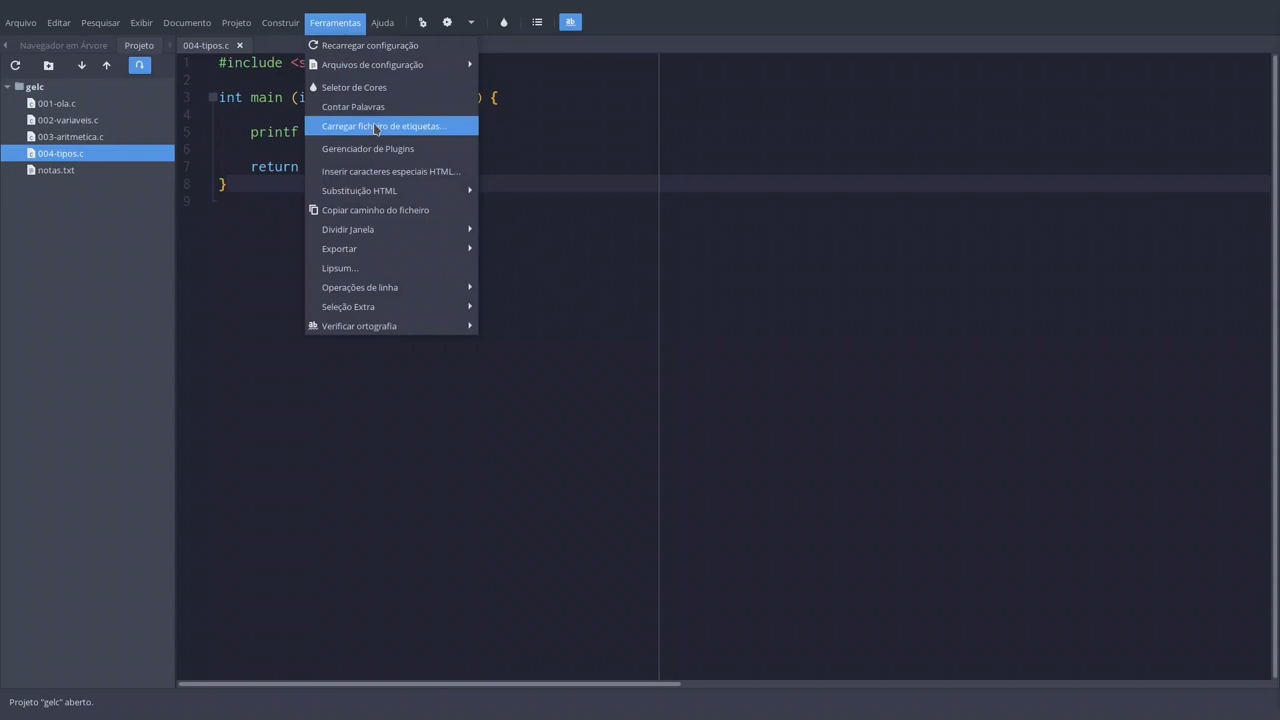 Arquivo Editar Pesquisar Exibir Documento Projeto Construir Ferramentas Ajuda ab
Navegador em Árvore Projeto
004-tipos.c
gelc
001-ola.c
002-variaveis.c
003-aritmetica.c
004-tipos.c
notas.txt
1 #include <s
2
3 int main (i ) {
4
5 printf
6
7 return
8 }
9
Recarregar configuração
Arquivos de configuração
Seletor de Cores
Contar Palavras
Carregar ficheiro de etiquetas...
Gerenciador de Plugins
Inserir caracteres especiais HTML...
Substituição HTML
Copiar caminho do ficheiro
Dividir Janela
Exportar
Lipsum...
Operações de linha
Seleção Extra
ab Verificar ortografia
Projeto "gelc" aberto.